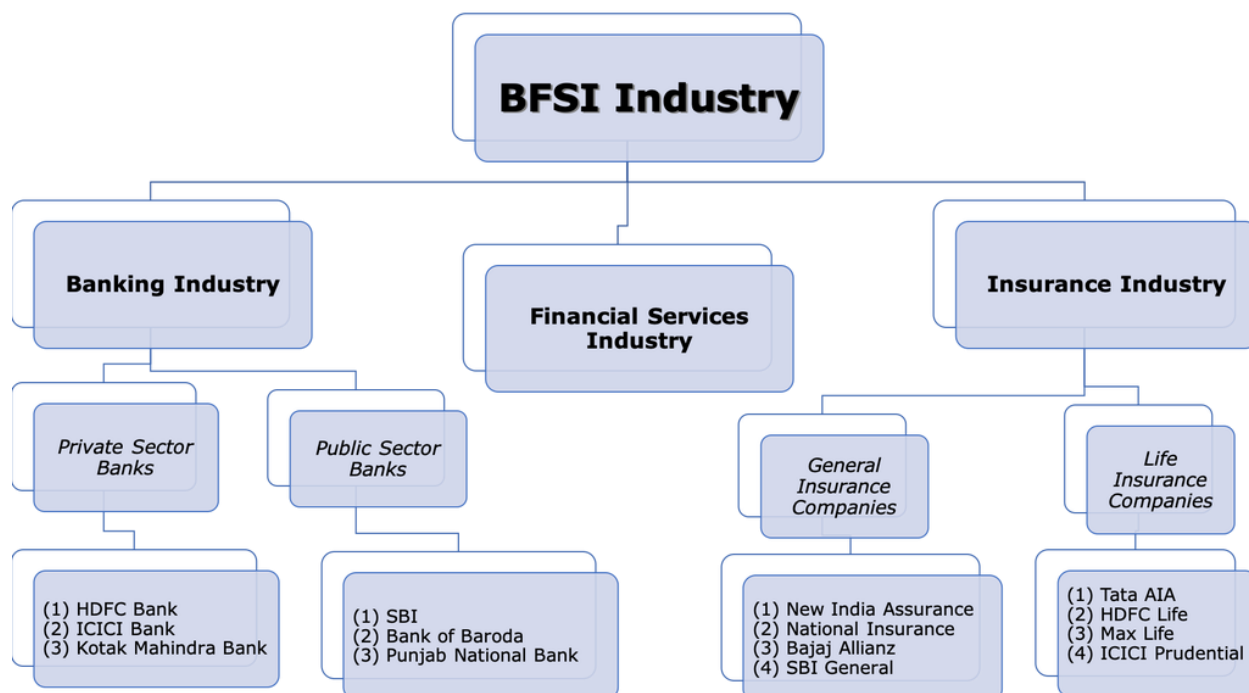 BFSI Industry
Banking Industry
Financial Services
Industry
Insurance Industry
Private Sector
Banks
Public Sector
Banks
General
Insurance
Companies
Life
Insurance
Companies
(1) HDFC Bank
(2) ICICI Bank
(3) Kotak Mahindra Bank
(1) SBI
(2) Bank of Baroda
(3) Punjab National Bank
(1) New India Assurance
(2) National Insurance
(3) Bajaj Allianz
(4) SBI General
(1) Tata AIA
(2) HDFC Life
(3) Max Life
(4) ICICI Prudential